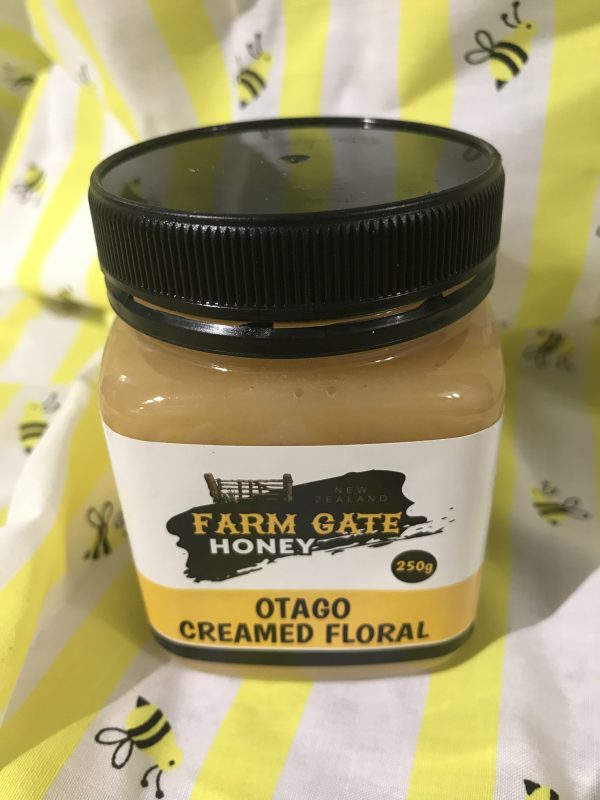 NEW
ZEALAND
FARM GATE
HONEY
250g
OTAGO
CREAMED FLORAL